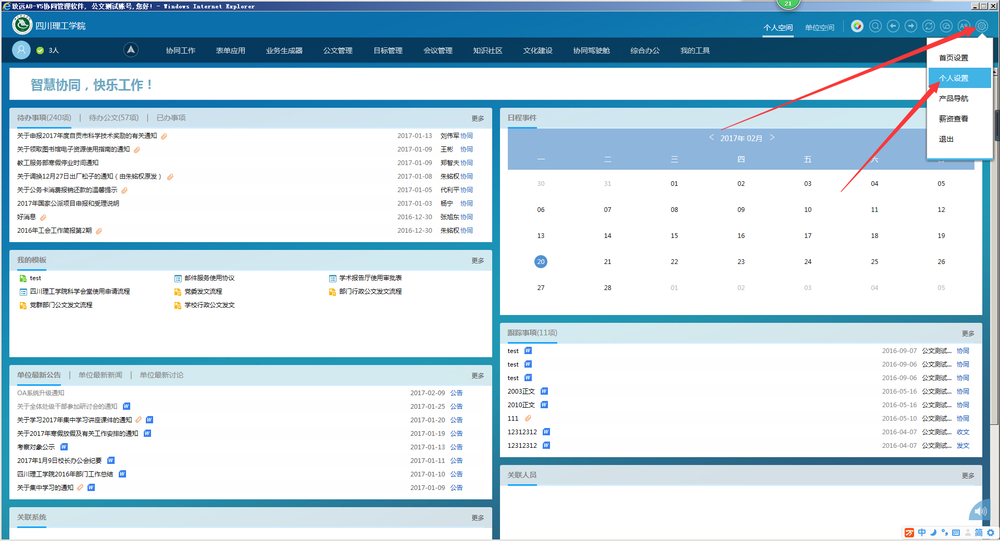 致远A8-V5协同管理软件, 公文测试账号,您好! - Windows Internet Explorer
21
四川理工学院
个人空间 单位空间 A8
3人 协同工作 表单应用 业务生成器 公文管理 目标管理 会议管理 知识社区 文化建设 协同驾驶舱 综合办公 我的工具
首页设置
个人设置
产品导航
薪资查看
退出
智慧协同，快乐工作！
待办事项(240项) | 待办公文(57项) | 已办事项 更多
关于申报2017年度自贡市科学技术奖励的有关通知 2017-01-13 刘伟军 协同
关于领取图书馆电子资源使用指南的通知 2017-01-09 王彬 协同
教工服务部寒假停业时间通知 2017-01-09 郑智夫 协同
关于调换12月27日出厂松子的通知（由朱铭权原发） 2017-01-08 朱铭权 协同
关于公务卡消费报销还款的温馨提示 2017-01-05 代利平 协同
2017年国家公派项目申报和受理说明 2017-01-03 杨宁 协同
好消息 2016-12-30 张旭东 协同
2016年工会工作简报第2期 2016-12-30 朱铭权 协同
日程事件
< 2017年 02月 >
一 二 三 四 五 六 日
30 31 01 02 03 04 05
06 07 08 09 10 11 12
13 14 15 16 17 18 19
20 21 22 23 24 25 26
27 28 01 02 03 04 05
我的模板 更多
test 邮件服务使用协议 学术报告厅使用审批表
四川理工学院科学会堂使用申请流程 党委发文流程 部门行政公文发文流程
党群部门公文发文流程 学校行政公文发文
跟踪事项(11项) 更多
test W 2016-09-07 公文测试... 协同
test W 2016-09-06 公文测试... 协同
test W 2016-09-06 公文测试... 协同
2003正文 W 2016-05-16 公文测试... 协同
2010正文 W 2016-05-16 公文测试... 协同
111 2016-05-10 公文测试... 协同
12312312 W 2016-04-07 公文测试... 收文
12312312 W 2016-04-07 公文测试... 发文
单位最新公告 | 单位最新新闻 | 单位最新讨论 更多
OA系统升级通知 2017-02-09 公告
关于全体处级干部参加研讨会的通知 W 2017-01-25 公告
关于学习2017年集中学习讲座课件的通知 W 2017-01-20 公告
关于2017年寒假放假及有关工作安排的通知 W 2017-01-19 公告
考察对象公示 W 2017-01-13 公告
2017年1月9日校长办公会纪要 W 2017-01-11 公告
四川理工学院2016年部门工作总结 W 2017-01-10 公告
关于集中学习的通知 W 2017-01-09 公告
关联人员 更多
关联系统 更多
中 简